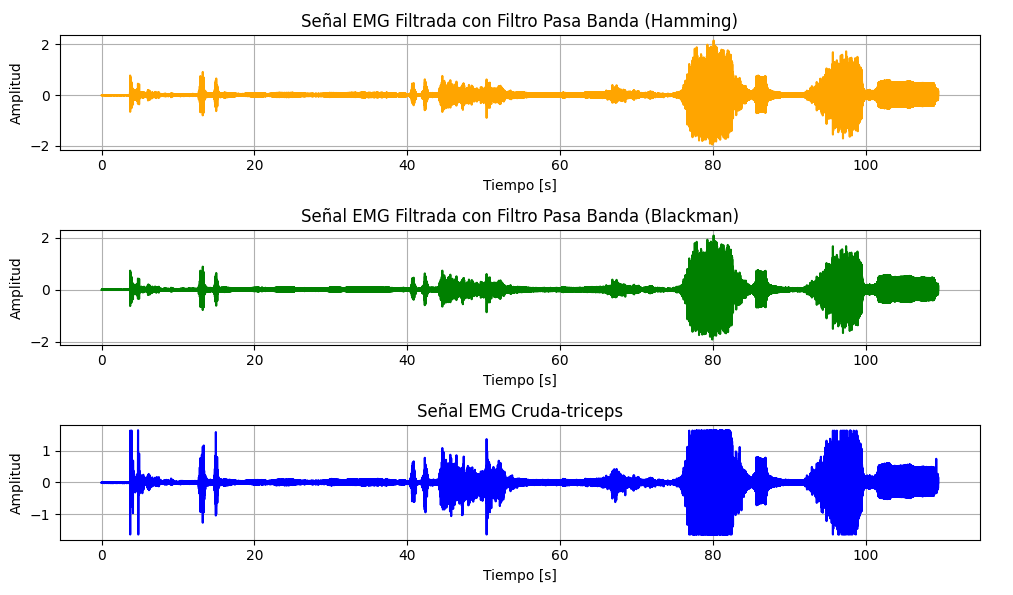 Señal EMG Filtrada con Filtro Pasa Banda (Hamming)
2
0
−2
Amplitud
0 20 40 60 80 100
Tiempo [s]
Señal EMG Filtrada con Filtro Pasa Banda (Blackman)
2
0
−2
Amplitud
0 20 40 60 80 100
Tiempo [s]
Señal EMG Cruda-triceps
1
0
−1
Amplitud
0 20 40 60 80 100
Tiempo [s]